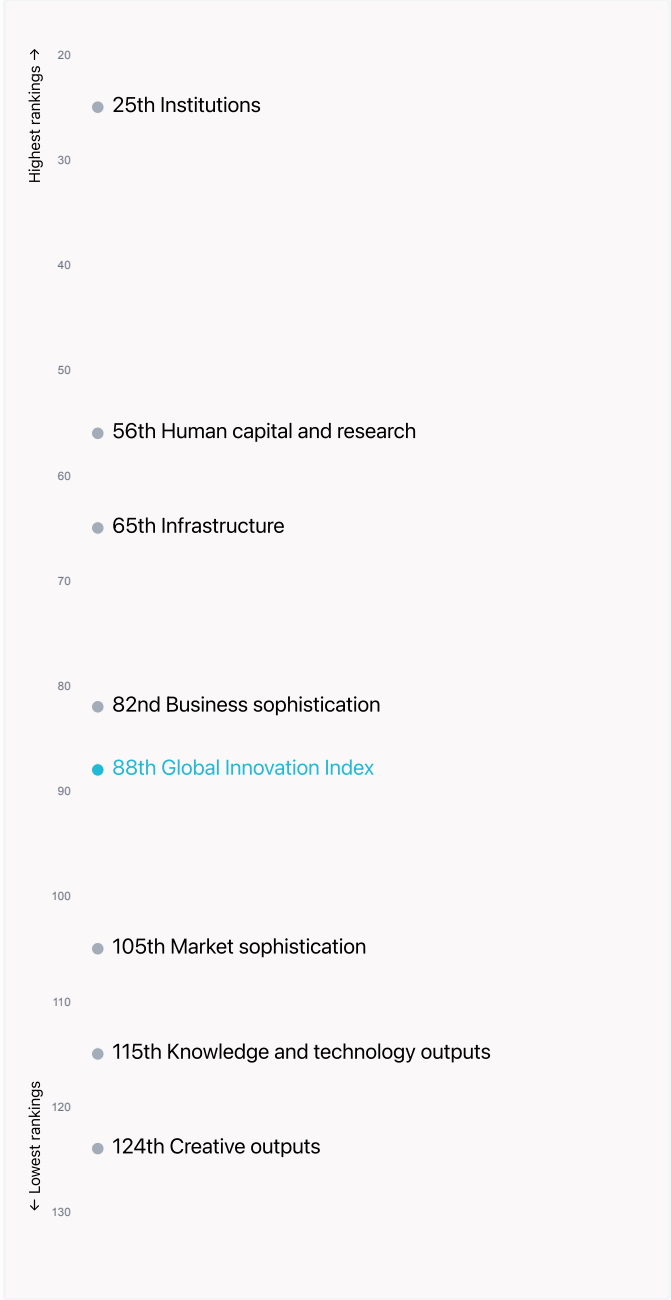 Highest rankings →
20
25th Institutions
30
40
50
56th Human capital and research
60
65th Infrastructure
70
80
82nd Business sophistication
88th Global Innovation Index
90
100
105th Market sophistication
110
115th Knowledge and technology outputs
← Lowest rankings
120
124th Creative outputs
130